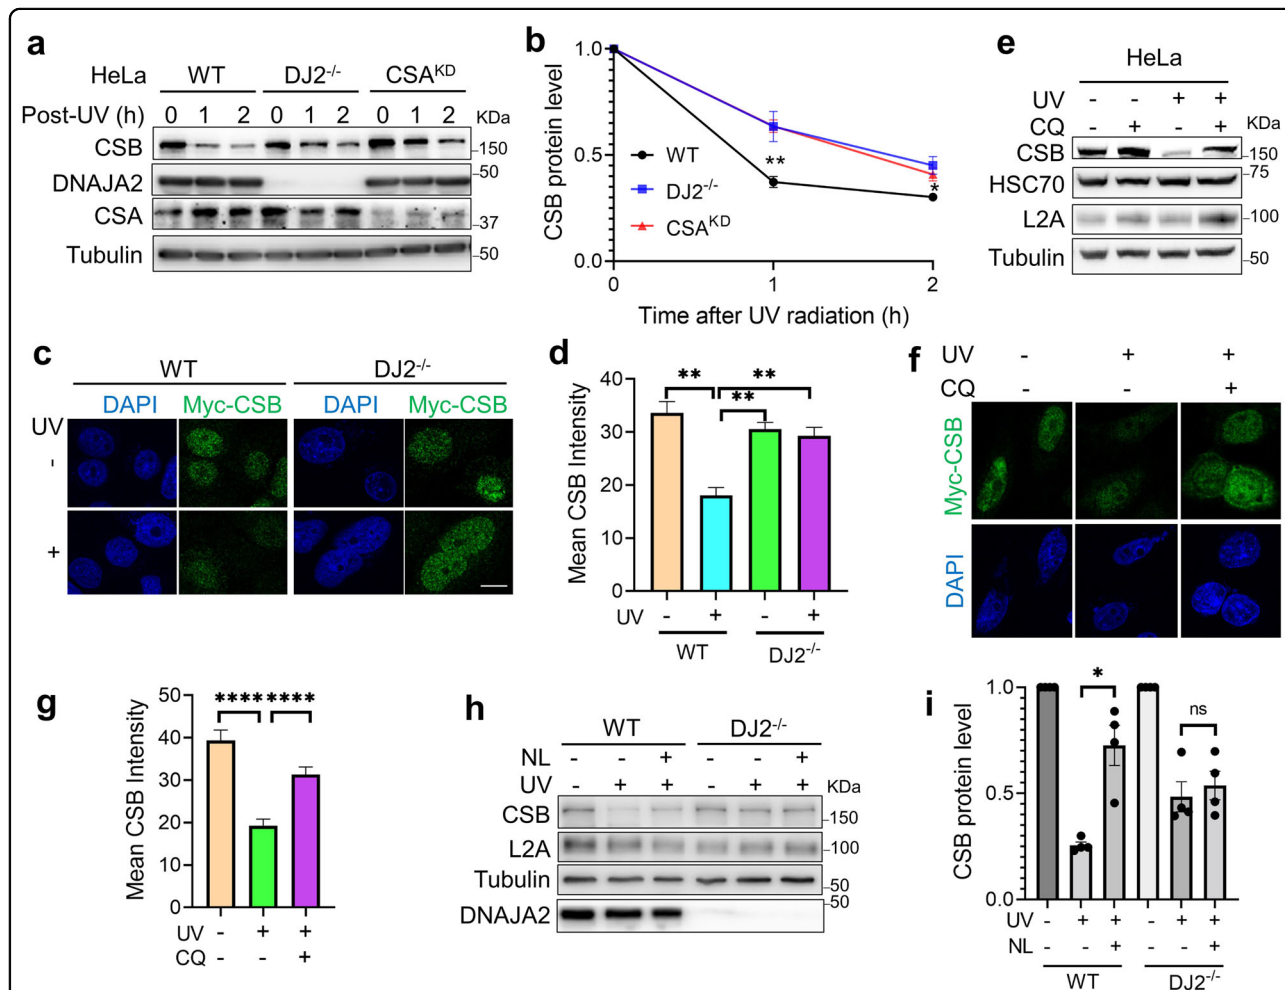 a
HeLa WT DJ2-/- CSAKD
Post-UV (h) 0 1 2 0 1 2 0 1 2 KDa
CSB 150
DNAJA2 50
CSA 37
Tubulin 50
b
CSB protein level
1.0
0.5
0.0
WT
DJ2-/-
CSAKD
**
*
0 1 2
Time after UV radiation (h)
e
HeLa
UV - - + +
CQ - + - + KDa
CSB 150
HSC70 75
L2A 100
Tubulin 50
c
WT DJ2-/-
DAPI Myc-CSB DAPI Myc-CSB
UV
-
+
d
Mean CSB Intensity
40
30
20
10
0
** **
**
UV - + - +
WT DJ2-/-
f
UV - + +
CQ - - +
Myc-CSB
DAPI
g
Mean CSB Intensity
50
40
30
20
10
0
**** ****
UV - + +
CQ - - +
h
WT DJ2-/-
NL - - + - - +
UV - + + - + + KDa
CSB 150
L2A 100
Tubulin 50
DNAJA2 50
i
CSB protein level
1.0
0.5
0.0
* ns
UV - + + - + +
NL - - + - - +
WT DJ2-/-